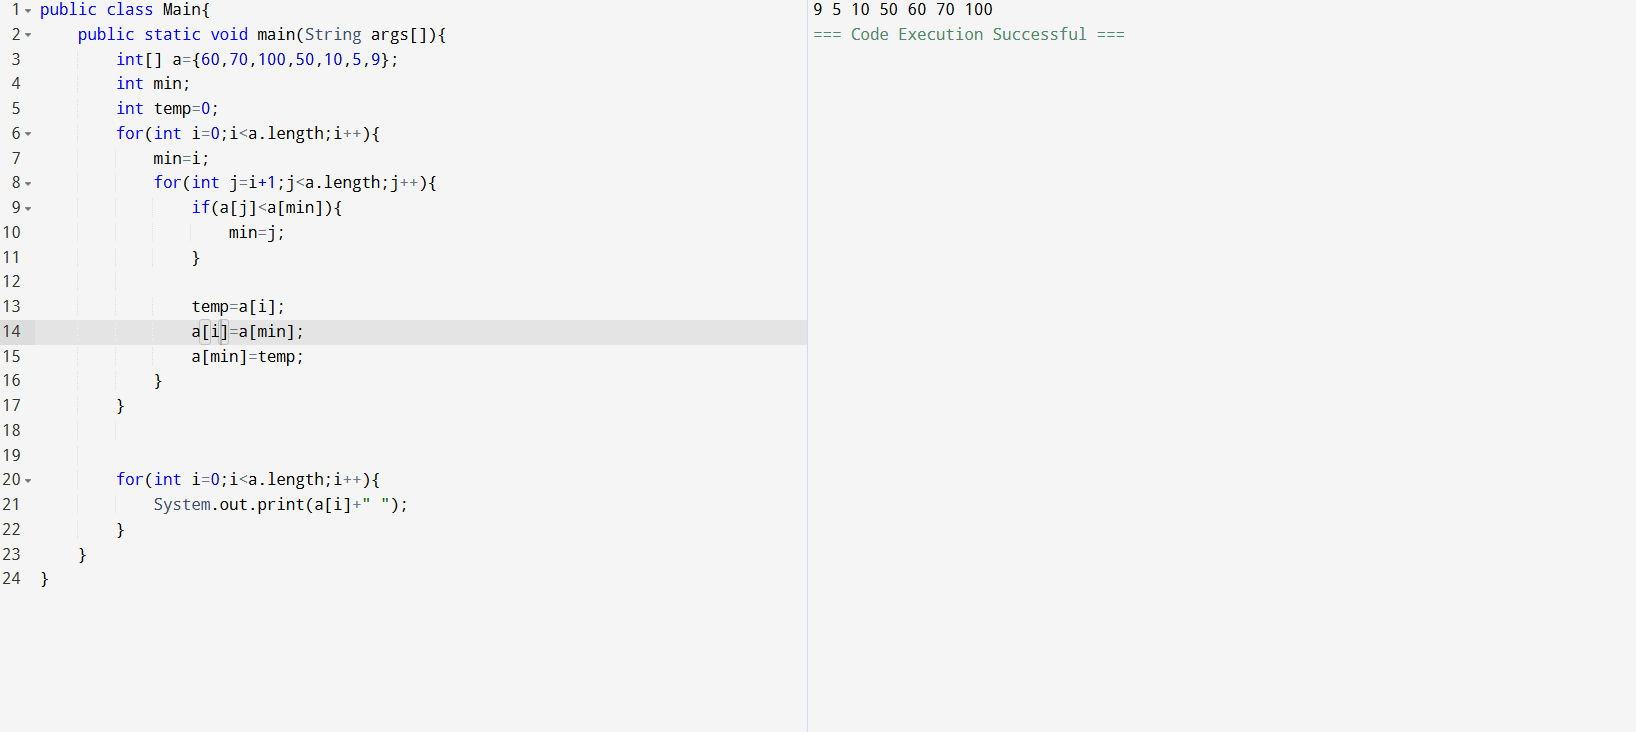 1 public class Main{
2 public static void main(String args[]){
3 int[] a={60,70,100,50,10,5,9};
4 int min;
5 int temp=0;
6 for(int i=0;i<a.length;i++){
7 min=i;
8 for(int j=i+1;j<a.length;j++){
9 if(a[j]<a[min]){
10 min=j;
11 }
12
13 temp=a[i];
14 a[i]=a[min];
15 a[min]=temp;
16 }
17 }
18
19
20 for(int i=0;i<a.length;i++){
21 System.out.print(a[i]+" ");
22 }
23 }
24 }
9 5 10 50 60 70 100
=== Code Execution Successful ===